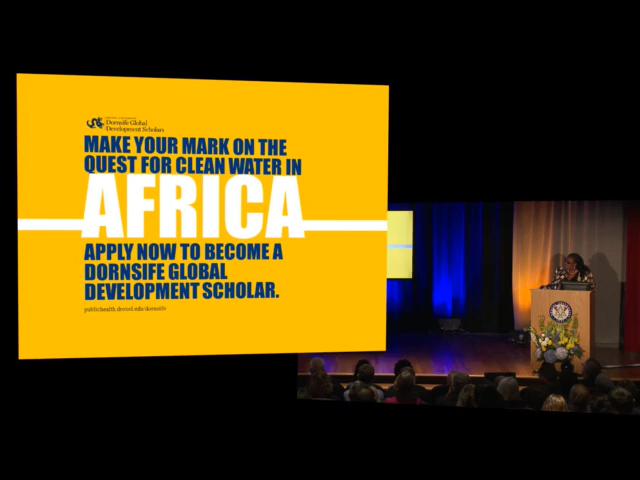 Dornsife Global
Development Scholars
MAKE YOUR MARK ON THE
QUEST FOR CLEAN WATER IN
AFRICA
APPLY NOW TO BECOME A
DORNSIFE GLOBAL
DEVELOPMENT SCHOLAR.
publichealth.drexel.edu/dornsife